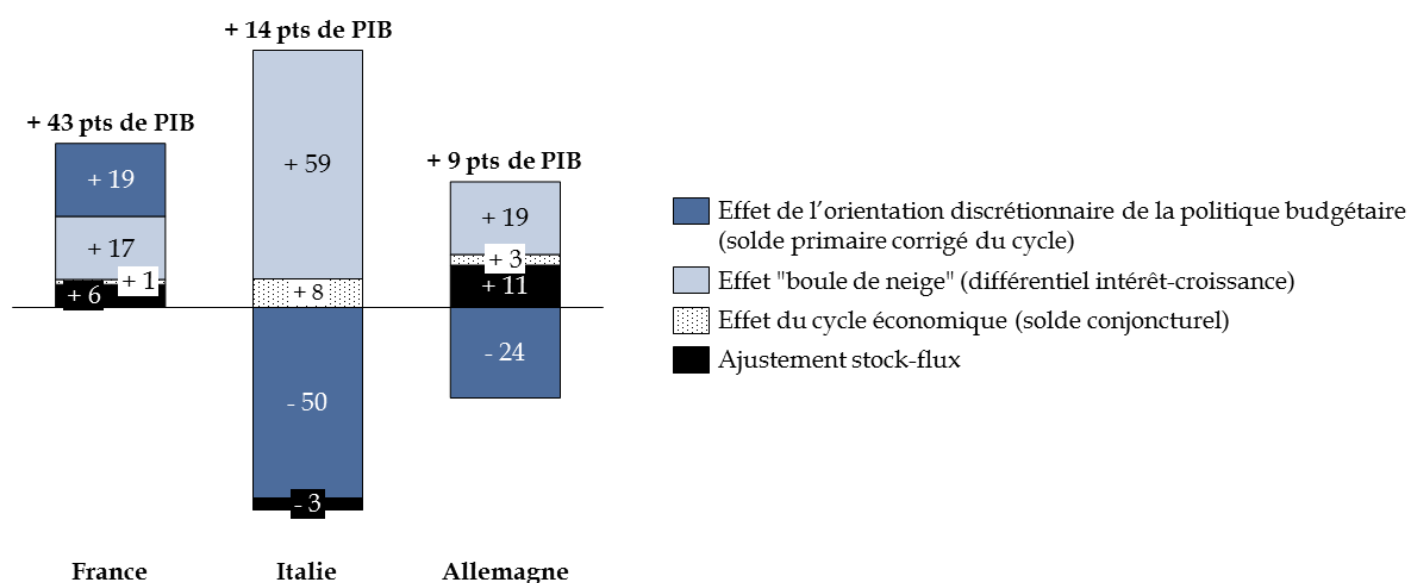 + 14 pts de PIB
+ 43 pts de PIB
+ 9 pts de PIB
+ 19
+ 17
+ 1
+ 6
+ 59
+ 8
- 50
- 3
+ 19
+ 3
+ 11
- 24
Effet de l’orientation discrétionnaire de la politique budgétaire
(solde primaire corrigé du cycle)
Effet "boule de neige" (différentiel intérêt-croissance)
Effet du cycle économique (solde conjoncturel)
Ajustement stock-flux
France
Italie
Allemagne